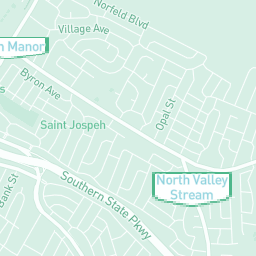 Norfeld Blvd
Village Ave
Manor
Byron Ave
Opal St
Saint Jospeh
North Valley
Stream
Southern State Pkwy
Bank St